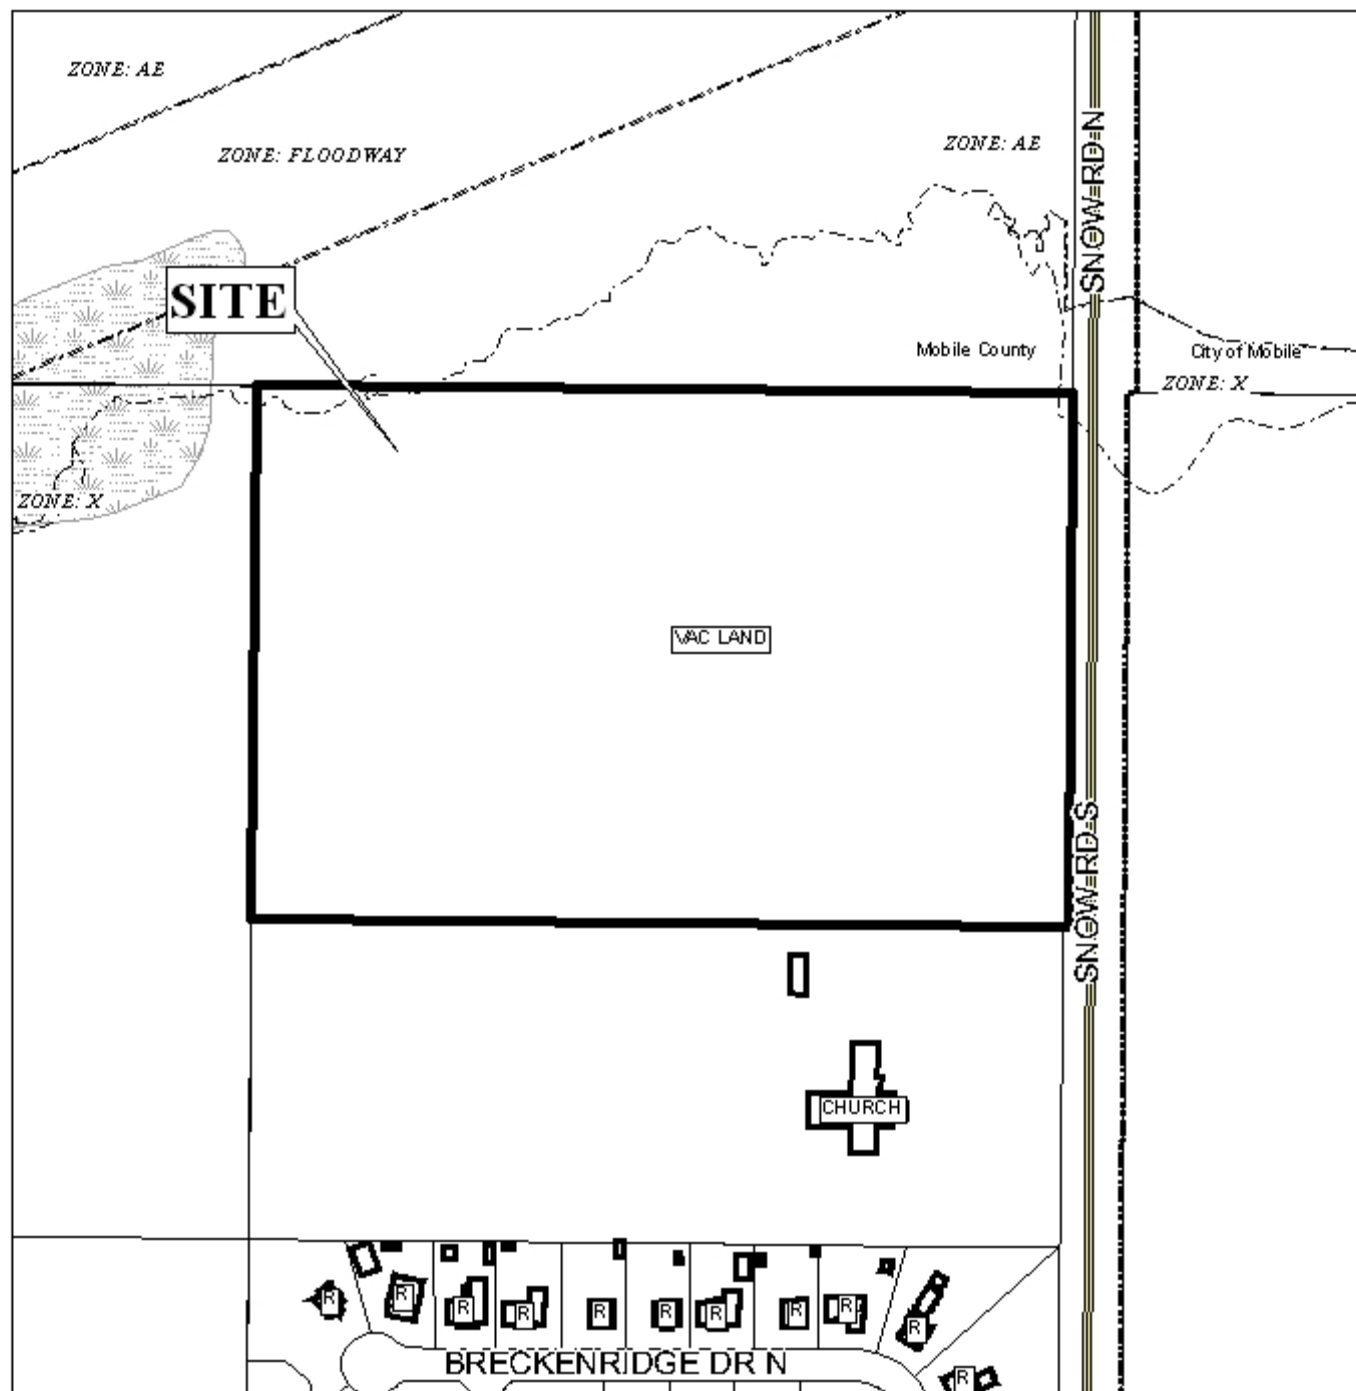 ZONE: AE
SNOW RD N
ZONE: AE
ZONE: FLOODWAY
SITE
Mobile County
City of Mobile
ZONE: X
ZONE: X
VAC LAND
SNOW RD S
CHURCH
R
R
R
R
R
R
R
R
R
R
BRECKENRIDGE DR N
R